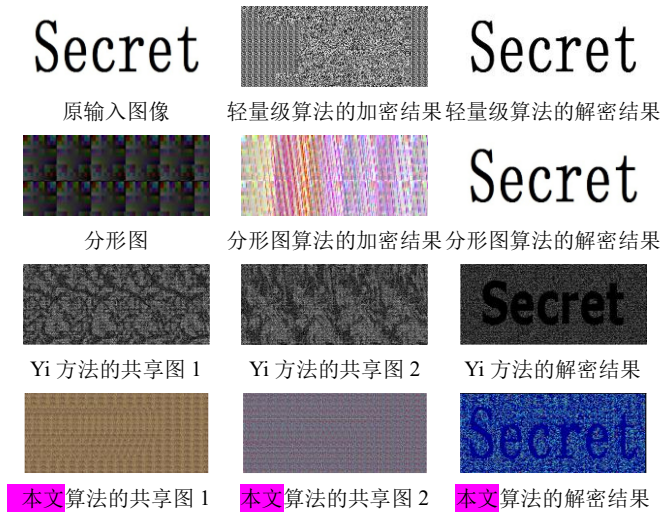 Secret Secret
原输入图像 轻量级算法的加密结果 轻量级算法的解密结果
Secret
分形图 分形图算法的加密结果 分形图算法的解密结果
Secret
Yi 方法的共享图 1 Yi 方法的共享图 2 Yi 方法的解密结果
Secret
本文算法的共享图 1 本文算法的共享图 2 本文算法的解密结果